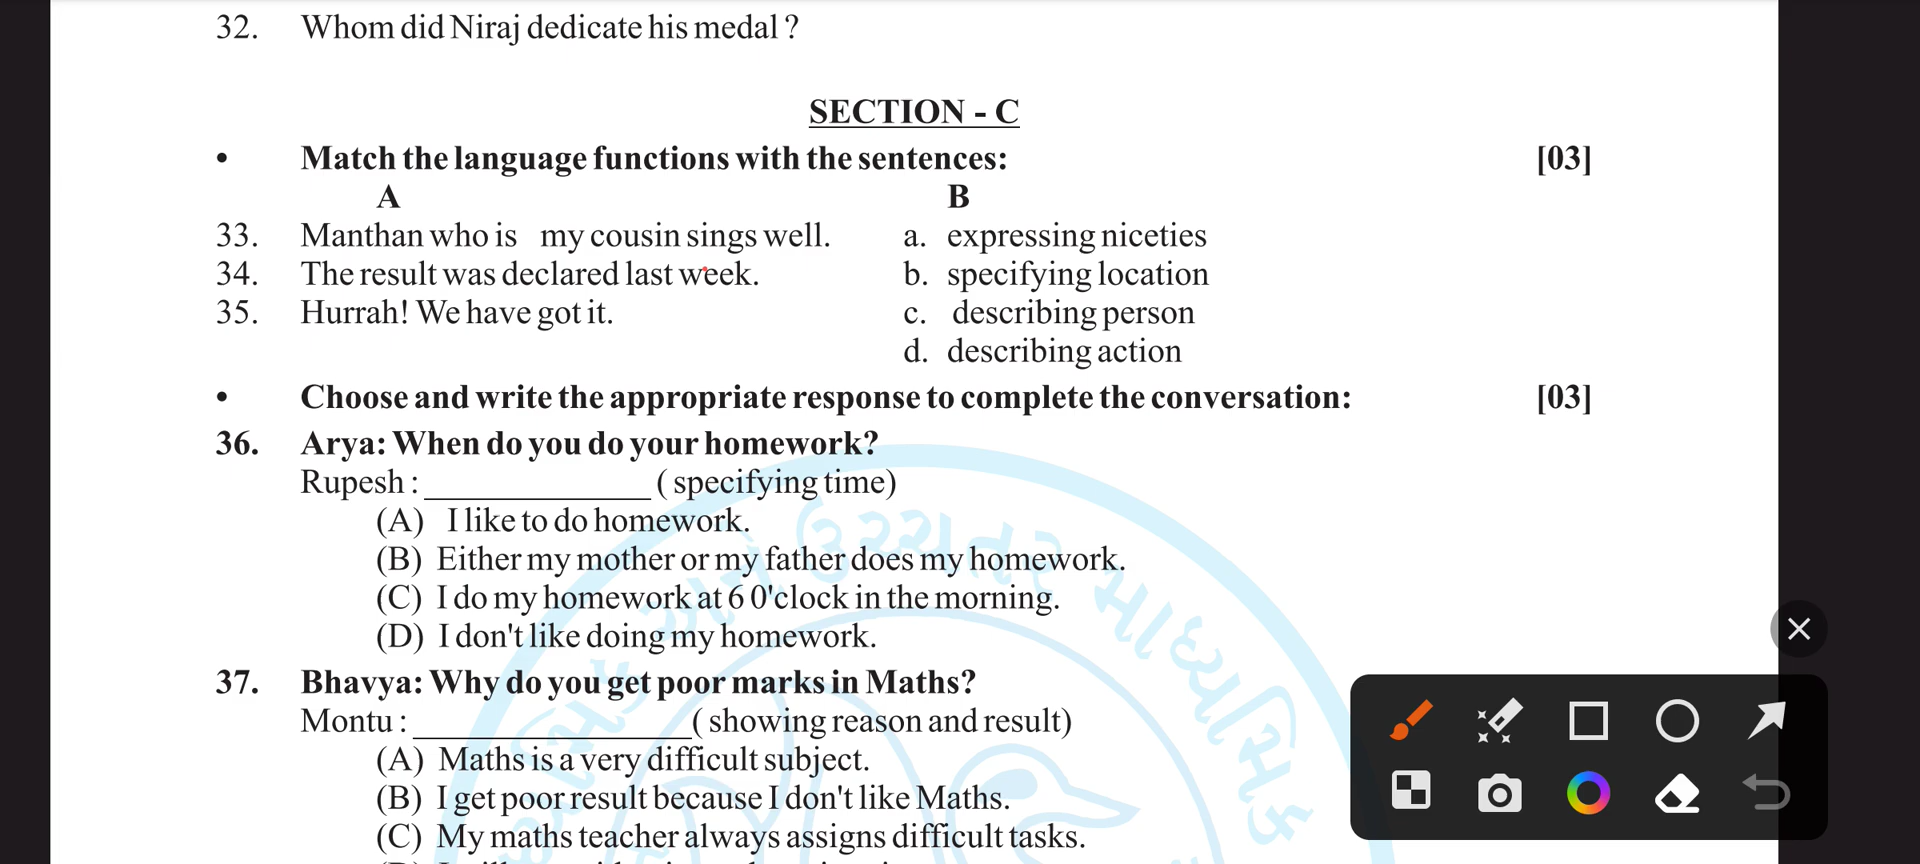 32. Whom did Niraj dedicate his medal ?
SECTION - C
• Match the language functions with the sentences: [03]
A B
33. Manthan who is my cousin sings well. a. expressing niceties
34. The result was declared last week. b. specifying location
35. Hurrah! We have got it. c. describing person
d. describing action
• Choose and write the appropriate response to complete the conversation: [03]
36. Arya: When do you do your homework?
Rupesh : ______________ ( specifying time)
(A) I like to do homework.
(B) Either my mother or my father does my homework.
(C) I do my homework at 6 0'clock in the morning.
(D) I don't like doing my homework.
37. Bhavya: Why do you get poor marks in Maths?
Montu : _________________ ( showing reason and result)
(A) Maths is a very difficult subject.
(B) I get poor result because I don't like Maths.
(C) My maths teacher always assigns difficult tasks.
અને ઉચ્ચતર માધ્યમિક